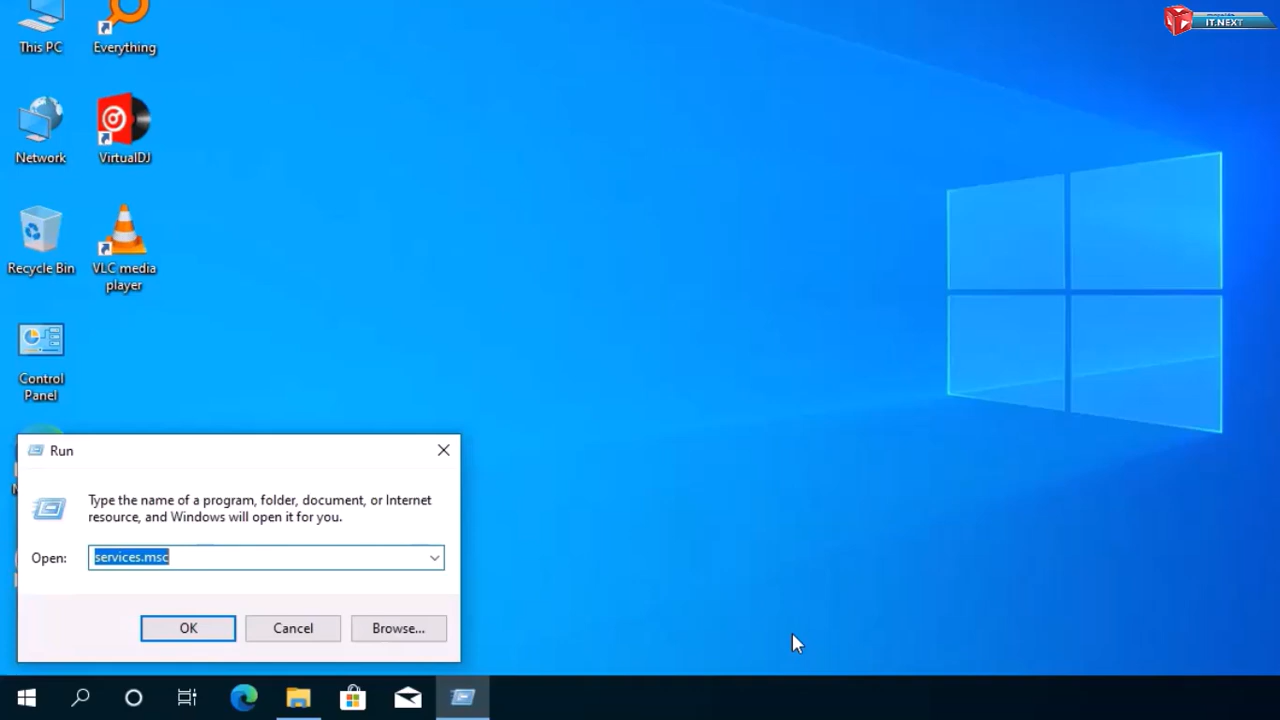 This PC
Everything
IT.NEXT
Network
VirtualDJ
Recycle Bin
VLC media
player
Control
Panel
Run
Type the name of a program, folder, document, or Internet
resource, and Windows will open it for you.
Open:
services.msc
OK
Cancel
Browse...